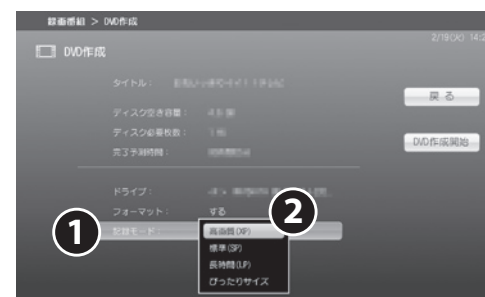 録画番組 > DVD作成
2/19(火) 14:2
DVD作成
タイトル：
ディスク空き容量：
戻る
ディスク必要枚数：
完了予測時間：
DVD作成開始
ドライブ：
フォーマット： する
① 記録モード：
② 高画質(XP)
標準(SP)
長時間(LP)
ぴったりサイズ